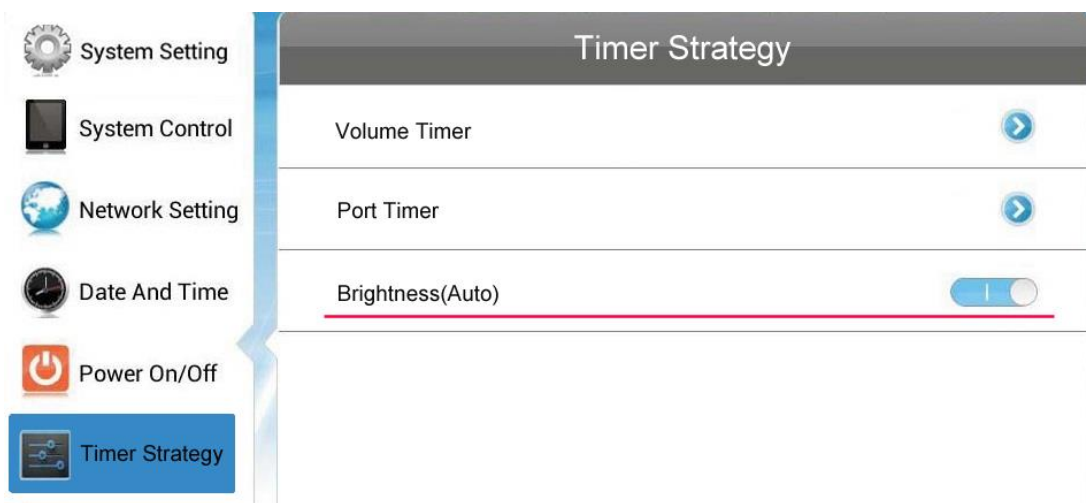 System Setting
System Control
Network Setting
Date And Time
Power On/Off
Timer Strategy
Timer Strategy
Volume Timer
Port Timer
Brightness(Auto)